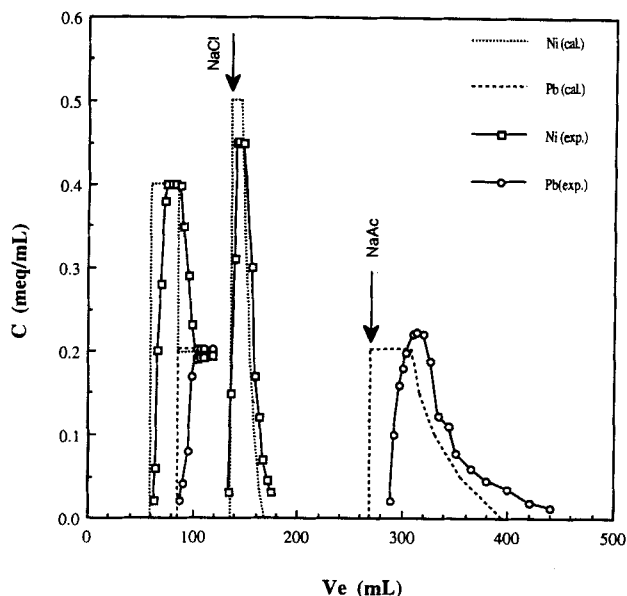 0.6
0.5
0.4
0.3
0.2
0.1
0.0
C (meq/mL)
0
100
200
300
400
500
Ve (mL)
NaCl
NaAc
Ni (cal.)
Pb (cal.)
Ni (exp.)
Pb(exp.)